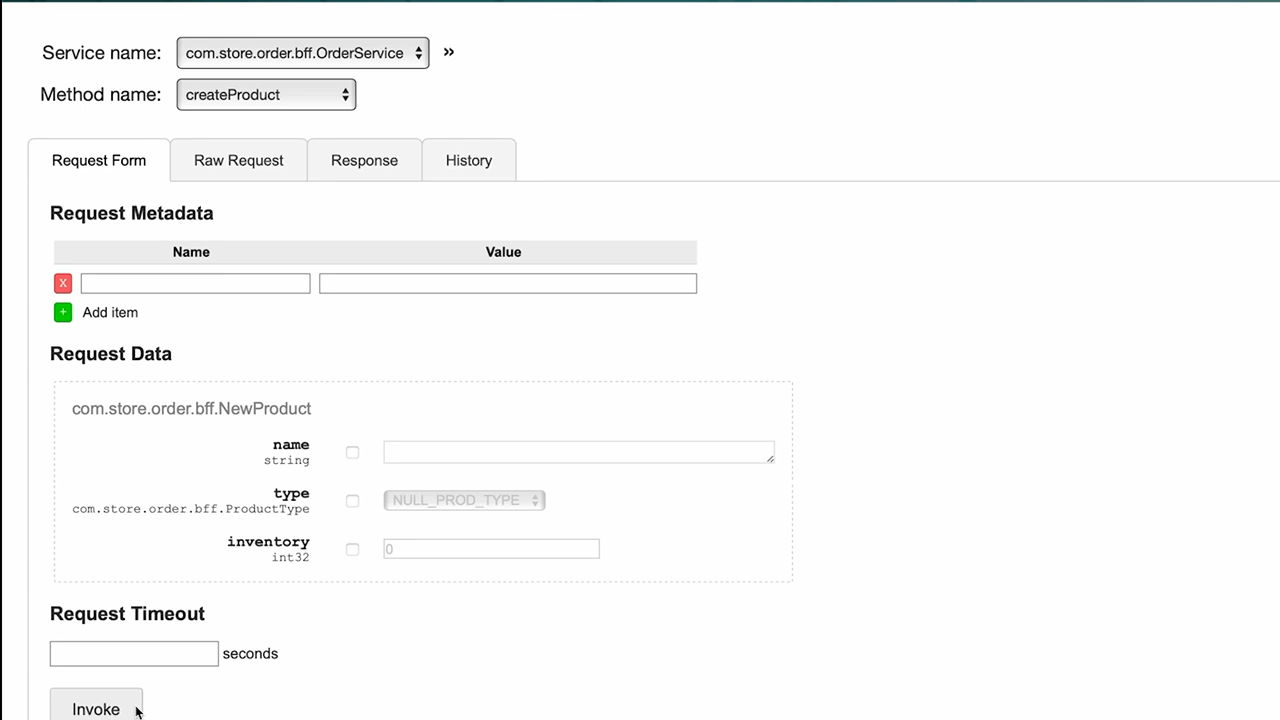 Service name: com.store.order.bff.OrderService »
Method name: createProduct
Request Form Raw Request Response History
Request Metadata
Name Value
X
+ Add item
Request Data
com.store.order.bff.NewProduct
name
string
type
NULL_PROD_TYPE
com.store.order.bff.ProductType
inventory
0
int32
Request Timeout
seconds
Invoke